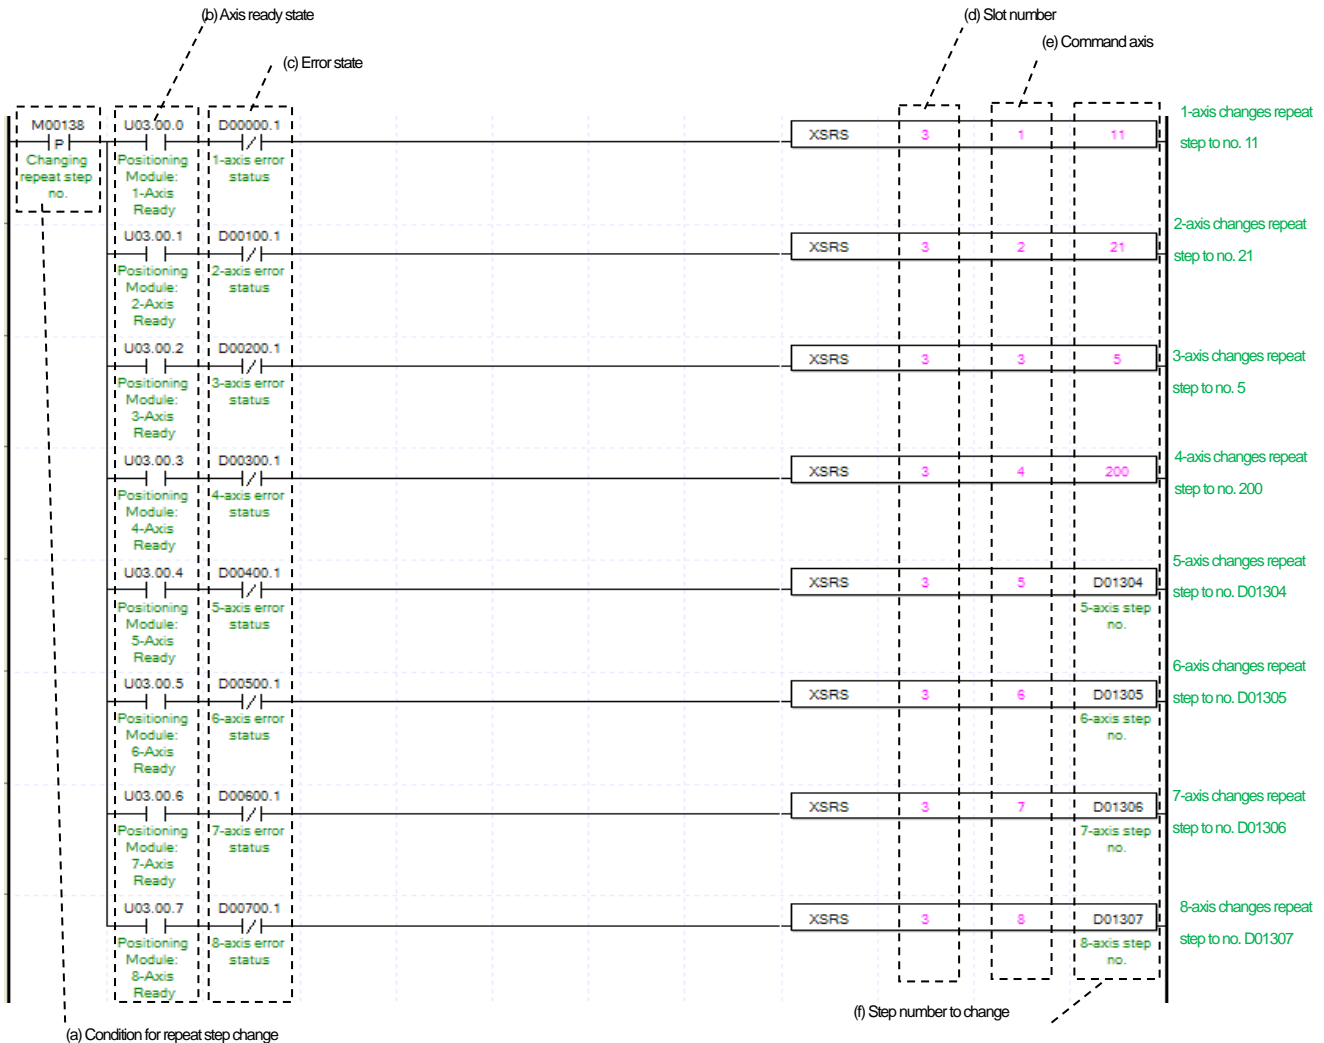 (b) Axis ready state
(d) Slot number
(e) Command axis
(c) Error state
M00138
P
Changing
repeat step
no.
U03.00.0
Positioning
Module:
1-Axis
Ready
D00000.1
1-axis error
status
XSRS 3 1 11
1-axis changes repeat
step to no. 11
U03.00.1
Positioning
Module:
2-Axis
Ready
D00100.1
2-axis error
status
XSRS 3 2 21
2-axis changes repeat
step to no. 21
U03.00.2
Positioning
Module:
3-Axis
Ready
D00200.1
3-axis error
status
XSRS 3 3 5
3-axis changes repeat
step to no. 5
U03.00.3
Positioning
Module:
4-Axis
Ready
D00300.1
4-axis error
status
XSRS 3 4 200
4-axis changes repeat
step to no. 200
U03.00.4
Positioning
Module:
5-Axis
Ready
D00400.1
5-axis error
status
XSRS 3 5 D01304
5-axis step
no.
5-axis changes repeat
step to no. D01304
U03.00.5
Positioning
Module:
6-Axis
Ready
D00500.1
6-axis error
status
XSRS 3 6 D01305
6-axis step
no.
6-axis changes repeat
step to no. D01305
U03.00.6
Positioning
Module:
7-Axis
Ready
D00600.1
7-axis error
status
XSRS 3 7 D01306
7-axis step
no.
7-axis changes repeat
step to no. D01306
U03.00.7
Positioning
Module:
8-Axis
Ready
D00700.1
8-axis error
status
XSRS 3 8 D01307
8-axis step
no.
8-axis changes repeat
step to no. D01307
(f) Step number to change
(a) Condition for repeat step change